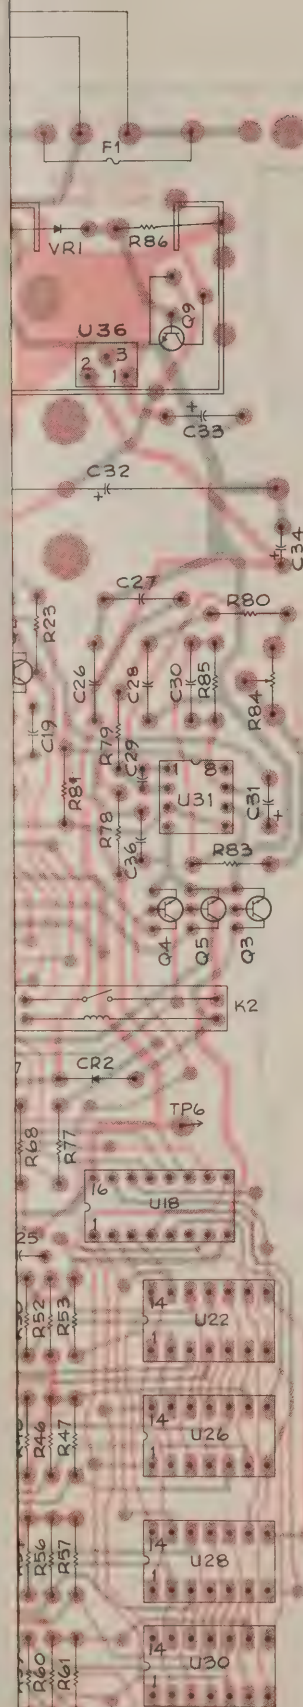 F1
VR1
R86
Q9
U36
3
2
1
+
C33
C32
+
C34
+
C27
R80
R23
C26
C28
C30
R85
R84
C19
R79
C29
R81
1
8
U31
C31
+
R78
C36
R83
Q4
Q5
Q3
K2
CR2
TP6
R68
R77
16
U18
1
25
R52
R53
14
U22
1
R46
R47
14
U26
1
R56
R57
14
U28
1
R60
R61
14
U30
1